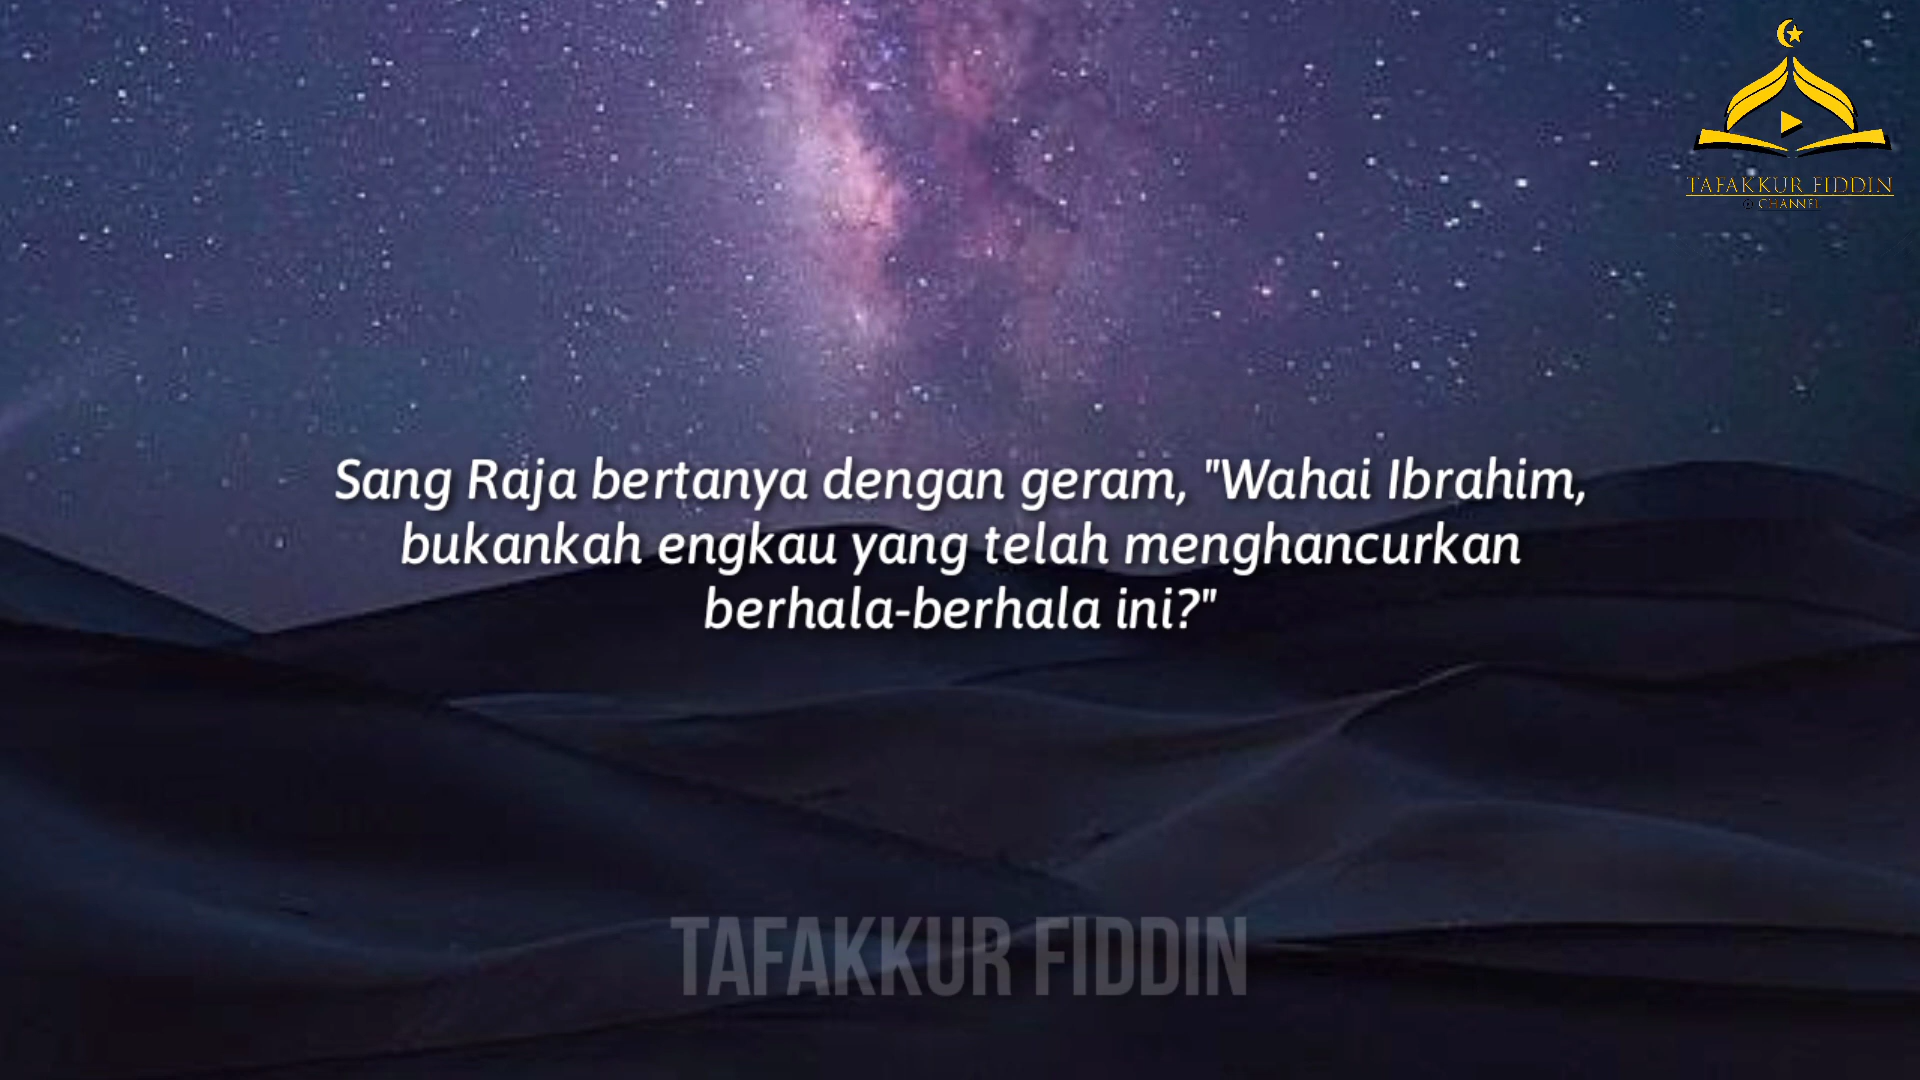 TAFAKKUR FIDDIN
CHANNEL
Sang Raja bertanya dengan geram, "Wahai Ibrahim,
bukankah engkau yang telah menghancurkan
berhala-berhala ini?"
TAFAKKUR FIDDIN